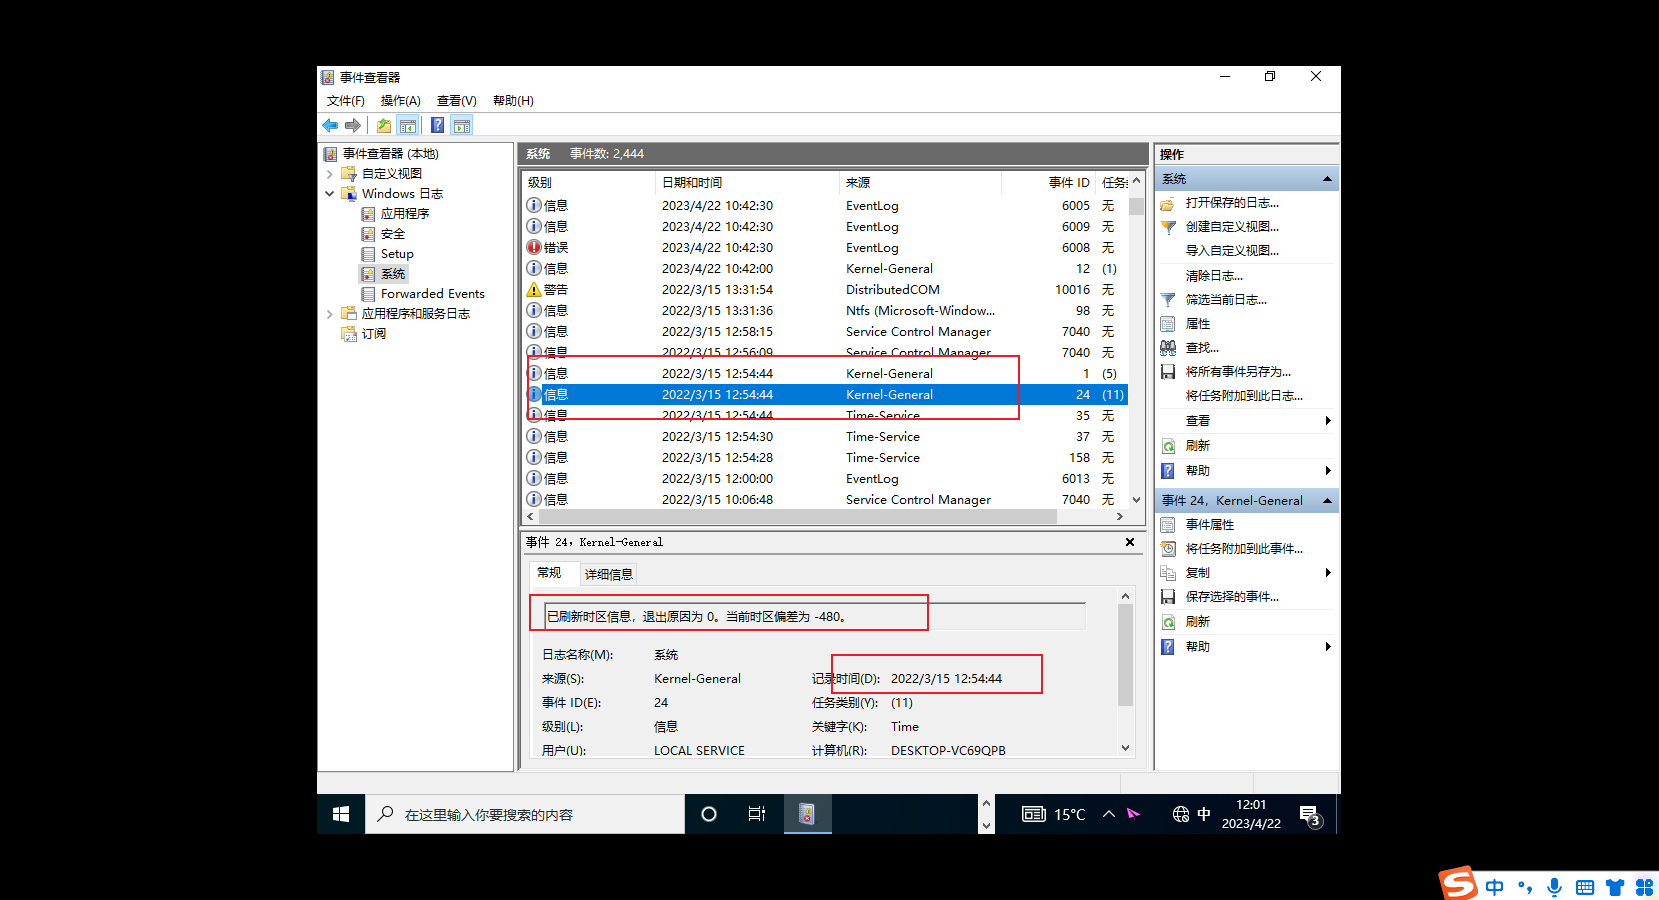 事件查看器
文件(F) 操作(A) 查看(V) 帮助(H)
事件查看器 (本地)
自定义视图
Windows 日志
应用程序
安全
Setup
系统
Forwarded Events
应用程序和服务日志
订阅
系统 事件数: 2,444
级别 日期和时间 来源 事件 ID 任务
信息 2023/4/22 10:42:30 EventLog 6005 无
信息 2023/4/22 10:42:30 EventLog 6009 无
错误 2023/4/22 10:42:30 EventLog 6008 无
信息 2023/4/22 10:42:00 Kernel-General 12 (1)
警告 2022/3/15 13:31:54 DistributedCOM 10016 无
信息 2022/3/15 13:31:36 Ntfs (Microsoft-Window... 98 无
信息 2022/3/15 12:58:15 Service Control Manager 7040 无
信息 2022/3/15 12:56:09 Service Control Manager 7040 无
信息 2022/3/15 12:54:44 Kernel-General 1 (5)
信息 2022/3/15 12:54:44 Kernel-General 24 (11)
信息 2022/3/15 12:54:44 Time-Service 35 无
信息 2022/3/15 12:54:30 Time-Service 37 无
信息 2022/3/15 12:54:28 Time-Service 158 无
信息 2022/3/15 12:00:00 EventLog 6013 无
信息 2022/3/15 10:06:48 Service Control Manager 7040 无
事件 24，Kernel-General
常规 详细信息
已刷新时区信息，退出原因为 0。当前时区偏差为 -480。
日志名称(M): 系统
来源(S): Kernel-General 记录时间(D): 2022/3/15 12:54:44
事件 ID(E): 24 任务类别(Y): (11)
级别(L): 信息 关键字(K): Time
用户(U): LOCAL SERVICE 计算机(R): DESKTOP-VC69QPB
操作
系统
打开保存的日志...
创建自定义视图...
导入自定义视图...
清除日志...
筛选当前日志...
属性
查找...
将所有事件另存为...
将任务附加到此日志...
查看
刷新
帮助
事件 24，Kernel-General
事件属性
将任务附加到此事件...
复制
保存选择的事件...
刷新
帮助
在这里输入你要搜索的内容
15°C
中
12:01
2023/4/22
3
S 中